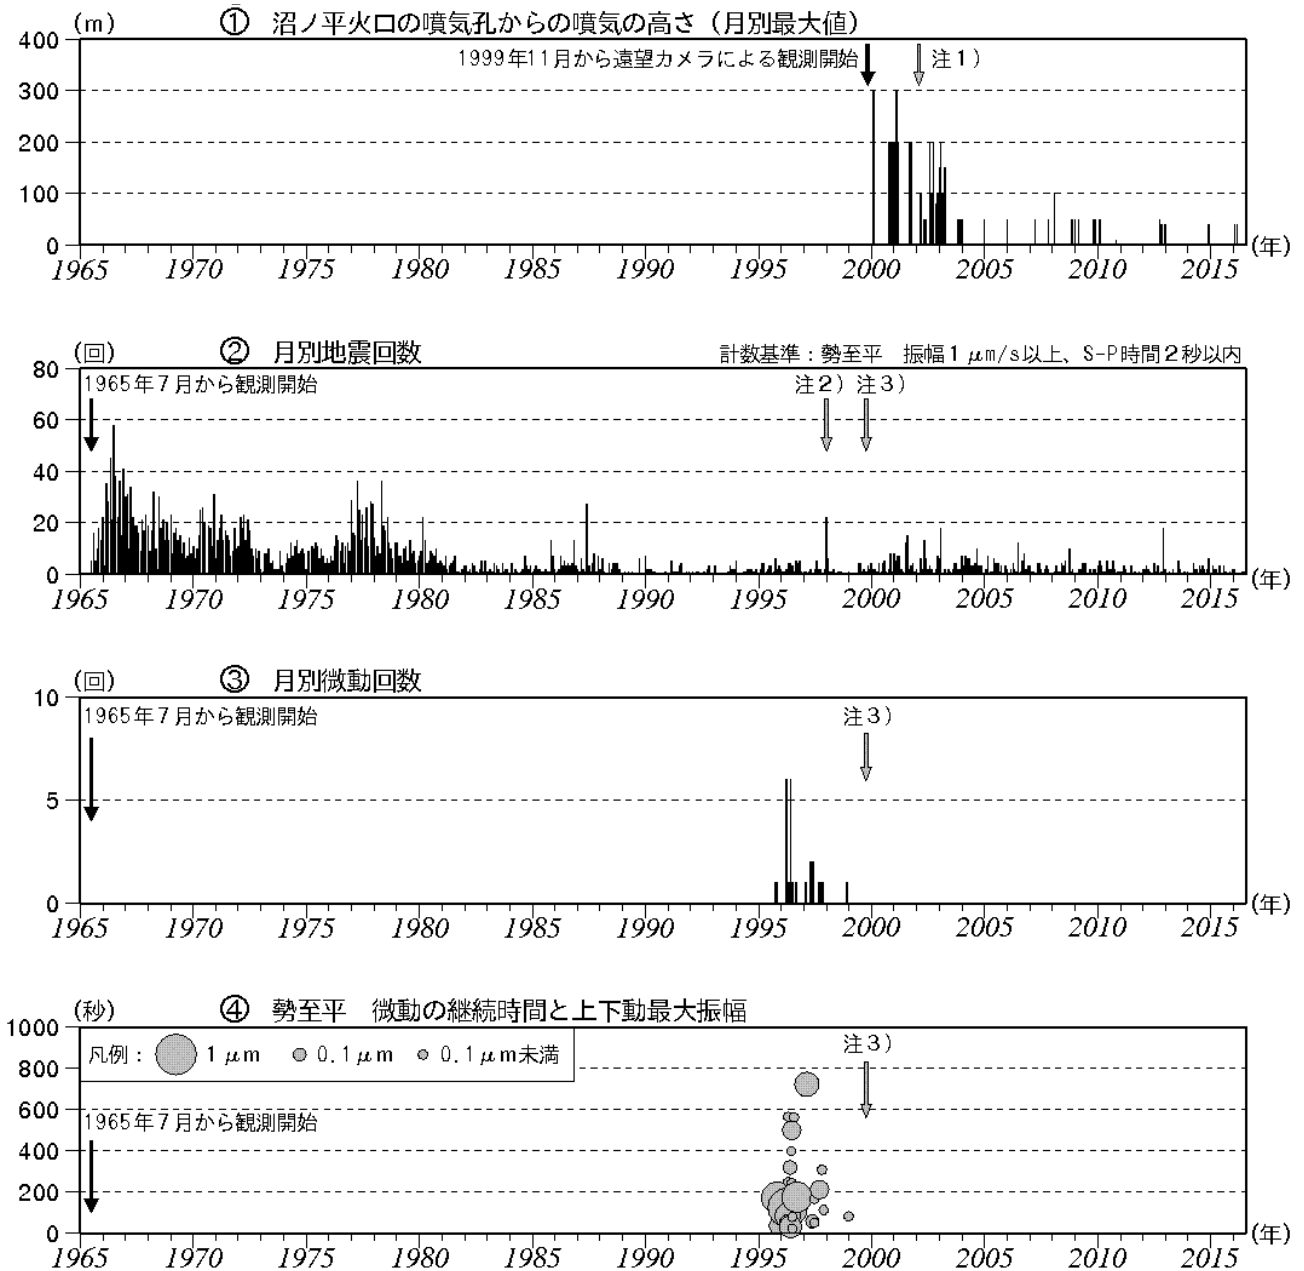 (m) ① 沼ノ平火口の噴気孔からの噴気の高さ（月別最大値）
400
1999年11月から遠望カメラによる観測開始 注１）
300
200
100
0
1965 1970 1975 1980 1985 1990 1995 2000 2005 2010 2015 (年)
(回) ② 月別地震回数 計数基準：勢至平 振幅１μm/s以上、S-P時間２秒以内
80
1965年７月から観測開始 注２） 注３）
60
40
20
0
1965 1970 1975 1980 1985 1990 1995 2000 2005 2010 2015 (年)
(回) ③ 月別微動回数
10
1965年７月から観測開始 注３）
5
0
1965 1970 1975 1980 1985 1990 1995 2000 2005 2010 2015 (年)
(秒) ④ 勢至平 微動の継続時間と上下動最大振幅
1000
凡例： 1μm 0.1μm 0.1μm未満 注３）
800
600
1965年７月から観測開始
400
200
0
1965 1970 1975 1980 1985 1990 1995 2000 2005 2010 2015 (年)